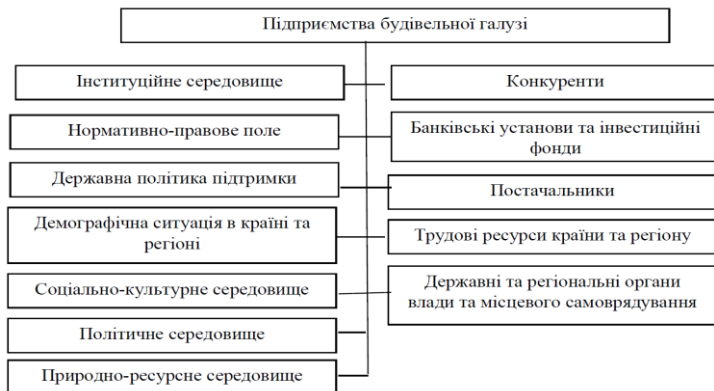 Підприємства будівельної галузі
Інституційне середовище
Конкуренти
Нормативно-правове поле
Банківські установи та інвестиційні
фонди
Державна політика підтримки
Постачальники
Демографічна ситуація в країні та
регіоні
Трудові ресурси країни та регіону
Соціально-культурне середовище
Державні та регіональні органи
влади та місцевого самоврядування
Політичне середовище
Природно-ресурсне середовище